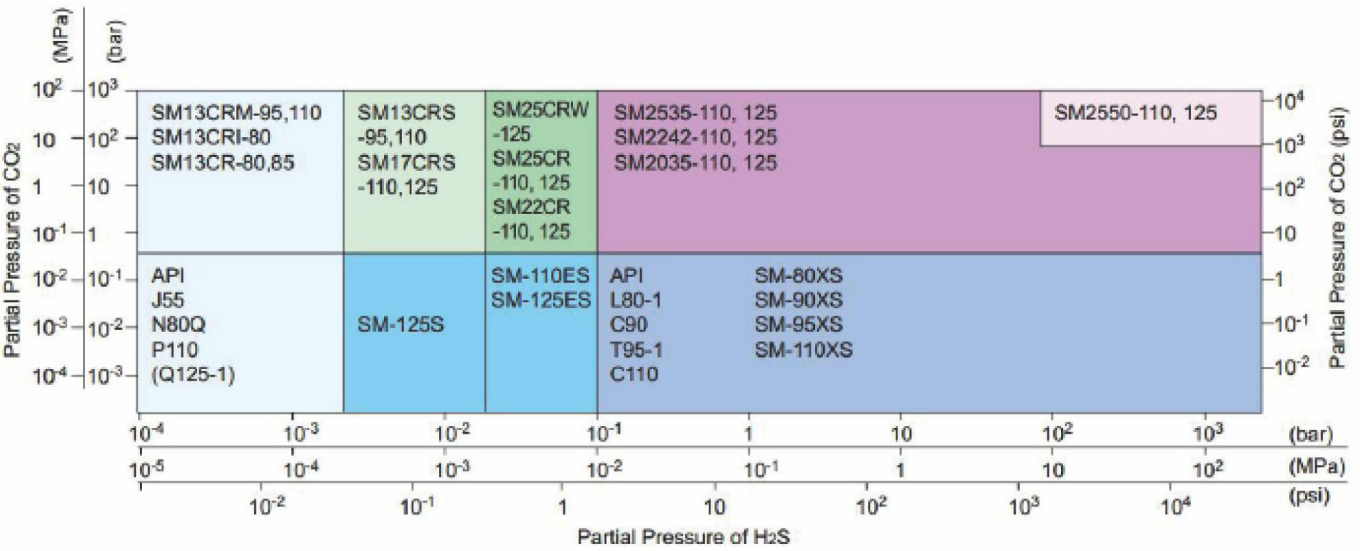 (MPa)
(bar)
Partial Pressure of CO2
10² 10³
10 10²
1 10
10-¹ 1
10-² 10-¹
10-³ 10-²
10-⁴ 10-³
SM13CRM-95,110
SM13CRI-80
SM13CR-80,85
SM13CRS
-95,110
SM17CRS
-110,125
SM25CRW
-125
SM25CR
-110, 125
SM22CR
-110, 125
SM2535-110, 125
SM2242-110, 125
SM2035-110, 125
SM2550-110, 125
API
J55
N80Q
P110
(Q125-1)
SM-125S
SM-110ES
SM-125ES
API
L80-1
C90
T95-1
C110
SM-80XS
SM-90XS
SM-95XS
SM-110XS
10⁴
10³
10²
10
1
10-¹
10-²
Partial Pressure of CO2 (psi)
10-⁴ 10-³ 10-² 10-¹ 1 10 10² 10³ (bar)
10-⁵ 10-⁴ 10-³ 10-² 10-¹ 1 10 10² (MPa)
10-² 10-¹ 1 10 10² 10³ 10⁴ (psi)
Partial Pressure of H2S